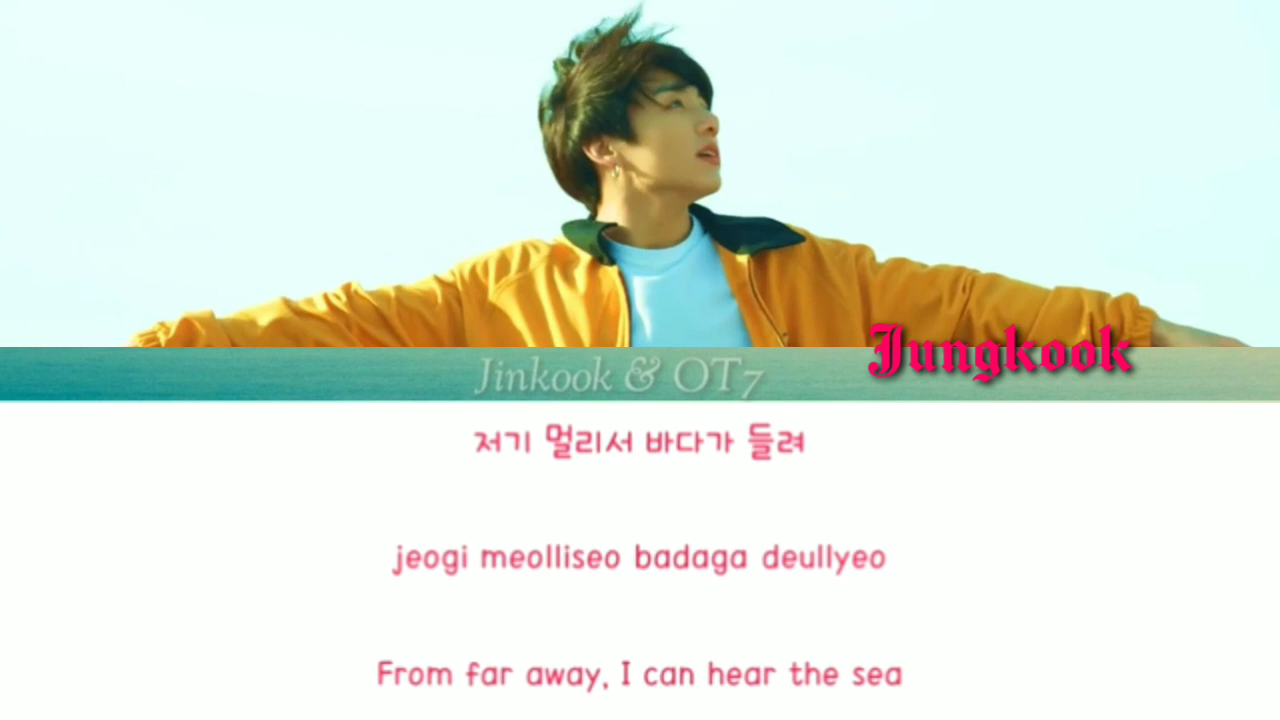 Jungkook
Jinkook & OT7
저기 멀리서 바다가 들려
jeogi meolliseo badaga deullyeo
From far away, I can hear the sea